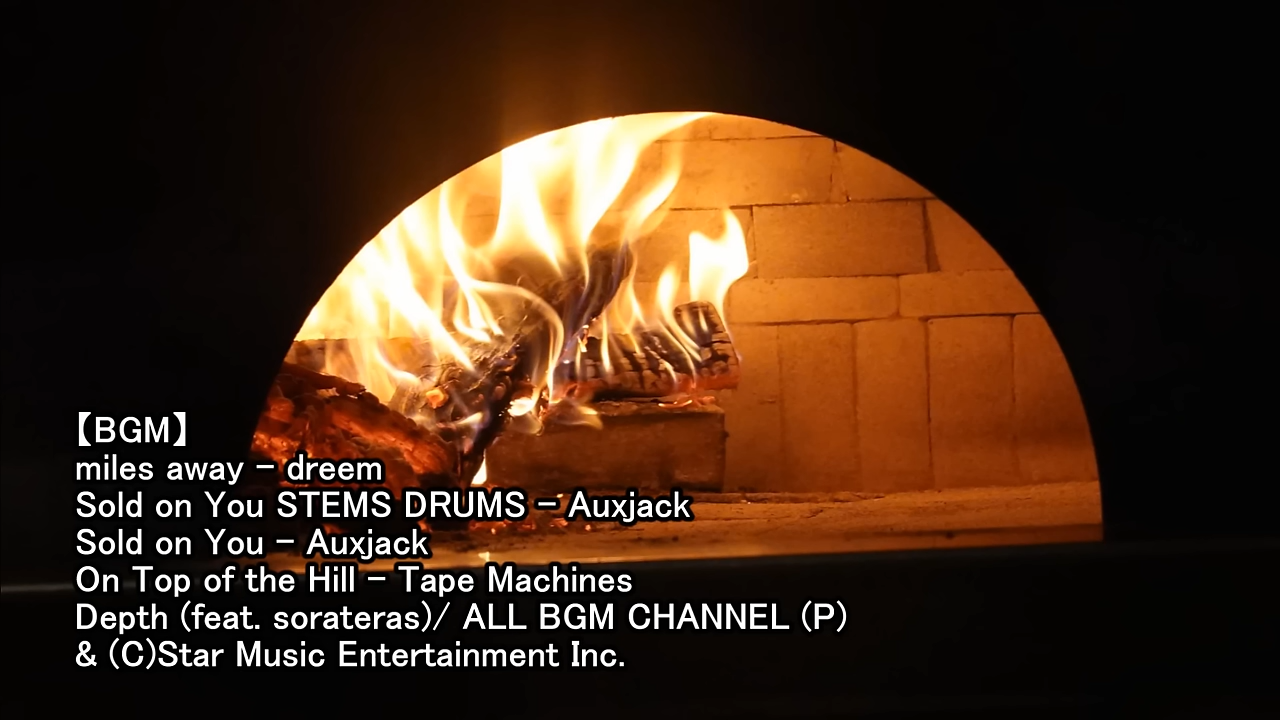 【BGM】
miles away − dreem
Sold on You STEMS DRUMS − Auxjack
Sold on You − Auxjack
On Top of the Hill − Tape Machines
Depth (feat. sorateras)/ ALL BGM CHANNEL (P)
& (C)Star Music Entertainment Inc.